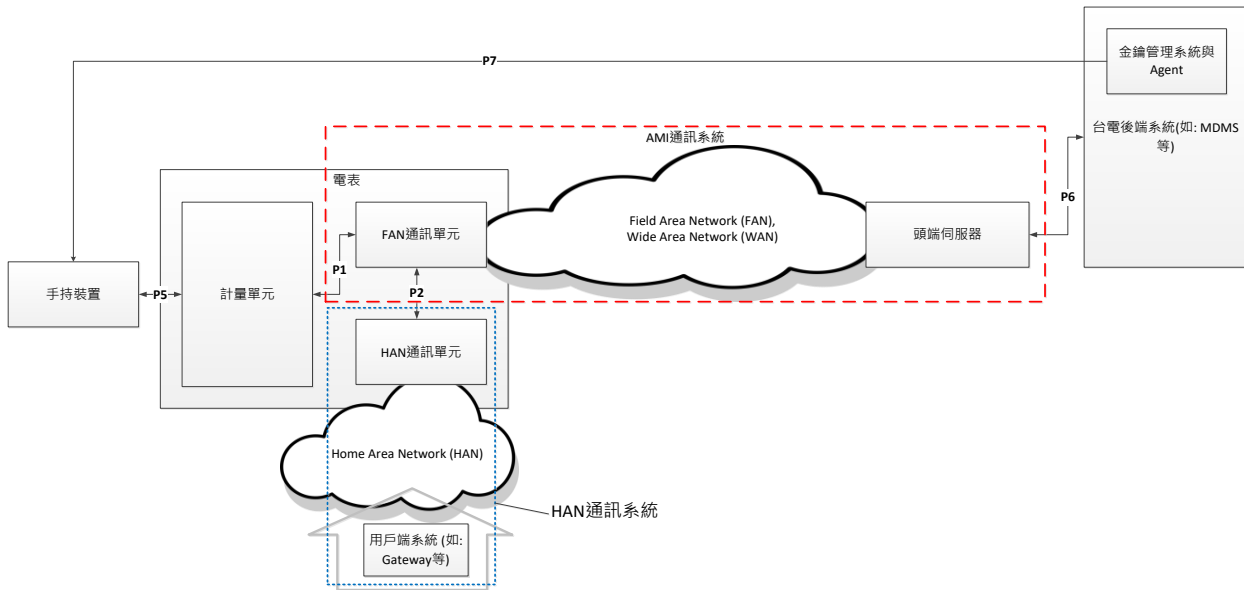 金鑰管理系統與
Agent
P7
台電後端系統(如: MDMS
等)
AMI通訊系統
P6
電表
FAN通訊單元
Field Area Network (FAN),
Wide Area Network (WAN)
頭端伺服器
手持裝置
P5
計量單元
P1
P2
HAN通訊單元
Home Area Network (HAN)
HAN通訊系統
用戶端系統 (如:
Gateway等)